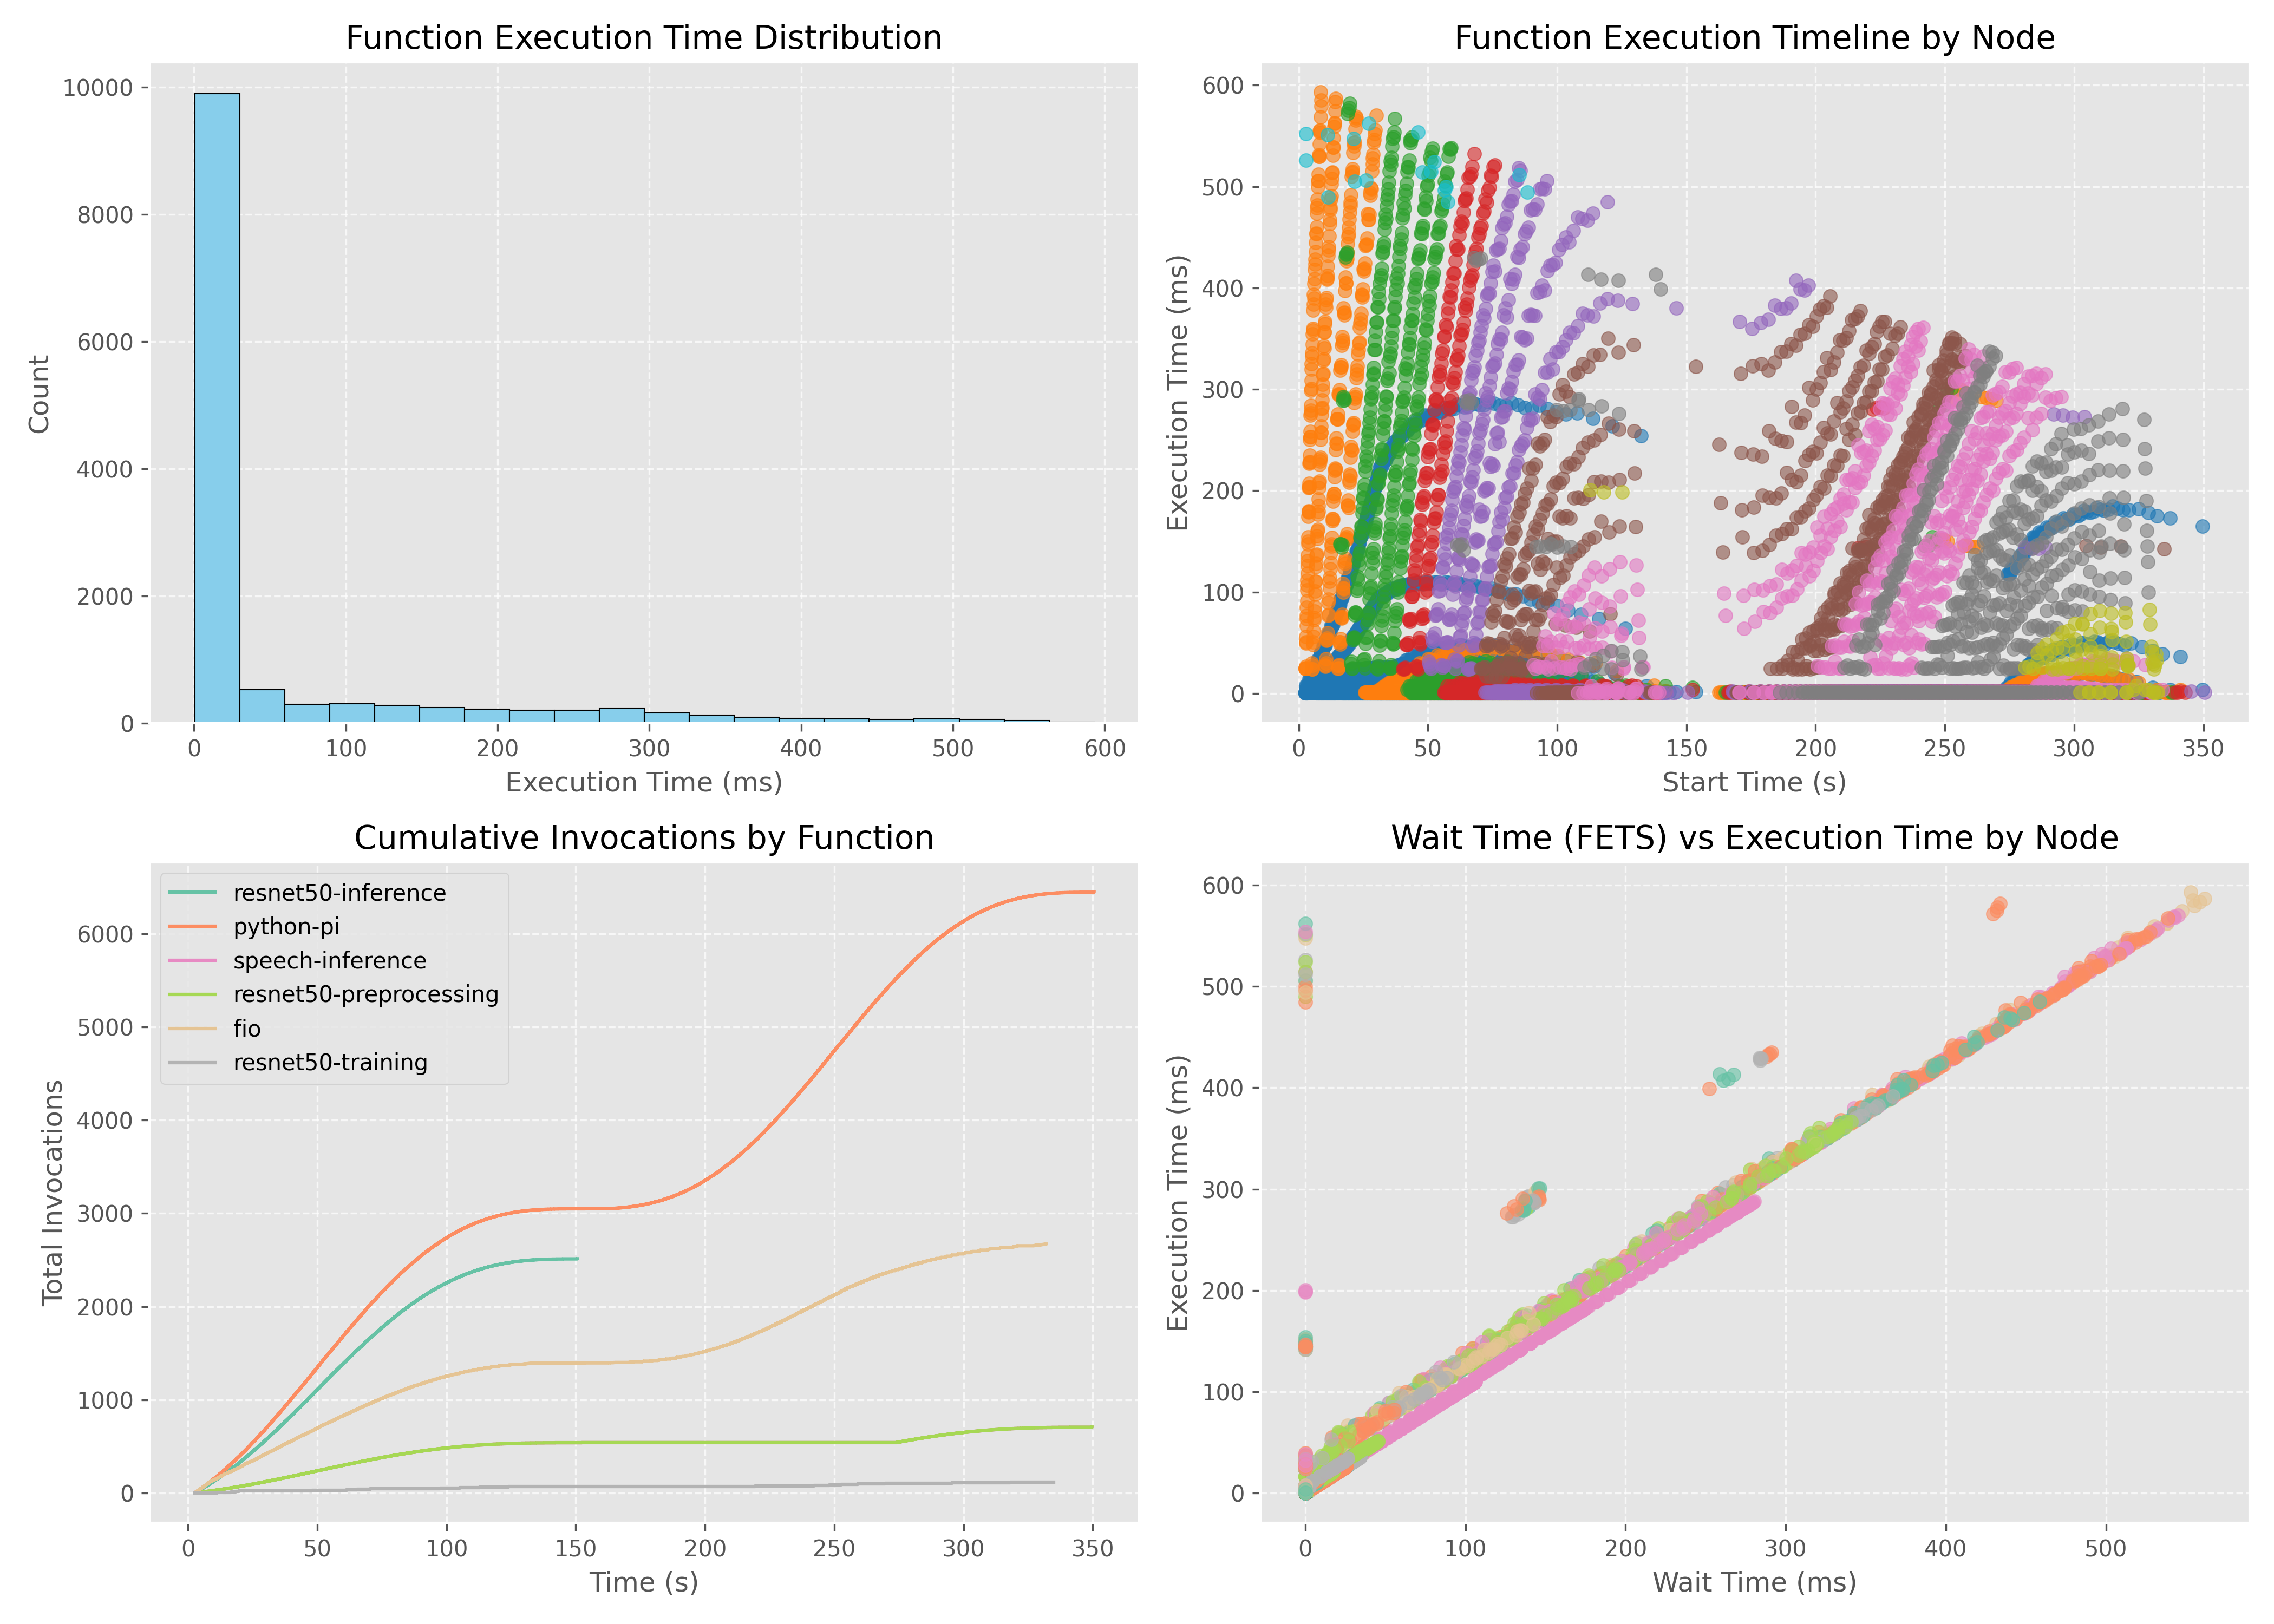 Function Execution Time Distribution
10000
8000
6000
4000
2000
0
Count
0 100 200 300 400 500 600
Execution Time (ms)
Function Execution Timeline by Node
600
500
400
300
200
100
0
Execution Time (ms)
0 50 100 150 200 250 300 350
Start Time (s)
Cumulative Invocations by Function
resnet50-inference
python-pi
speech-inference
resnet50-preprocessing
fio
resnet50-training
6000
5000
4000
3000
2000
1000
0
Total Invocations
0 50 100 150 200 250 300 350
Time (s)
Wait Time (FETS) vs Execution Time by Node
600
500
400
300
200
100
0
Execution Time (ms)
0 100 200 300 400 500
Wait Time (ms)